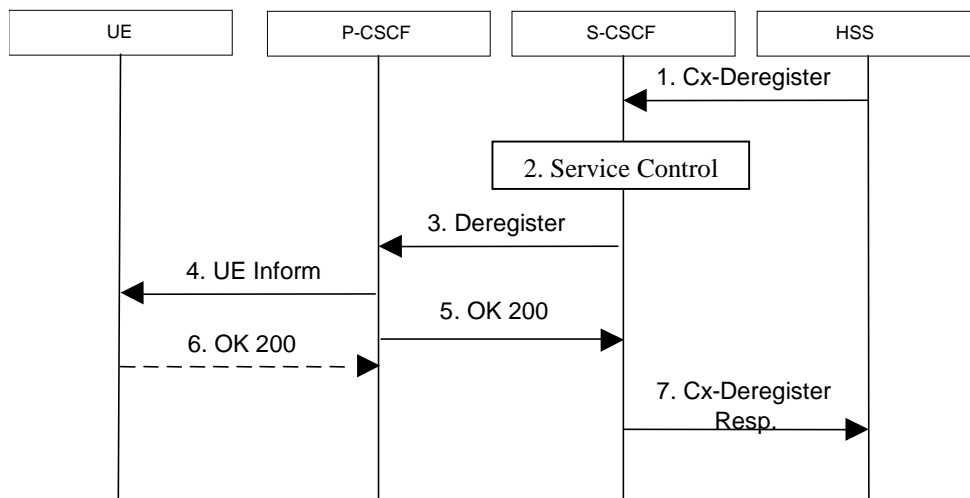 UE
P-CSCF
S-CSCF
HSS
1. Cx-Deregister
2. Service Control
3. Deregister
4. UE Inform
5. OK 200
6. OK 200
7. Cx-Deregister
Resp.